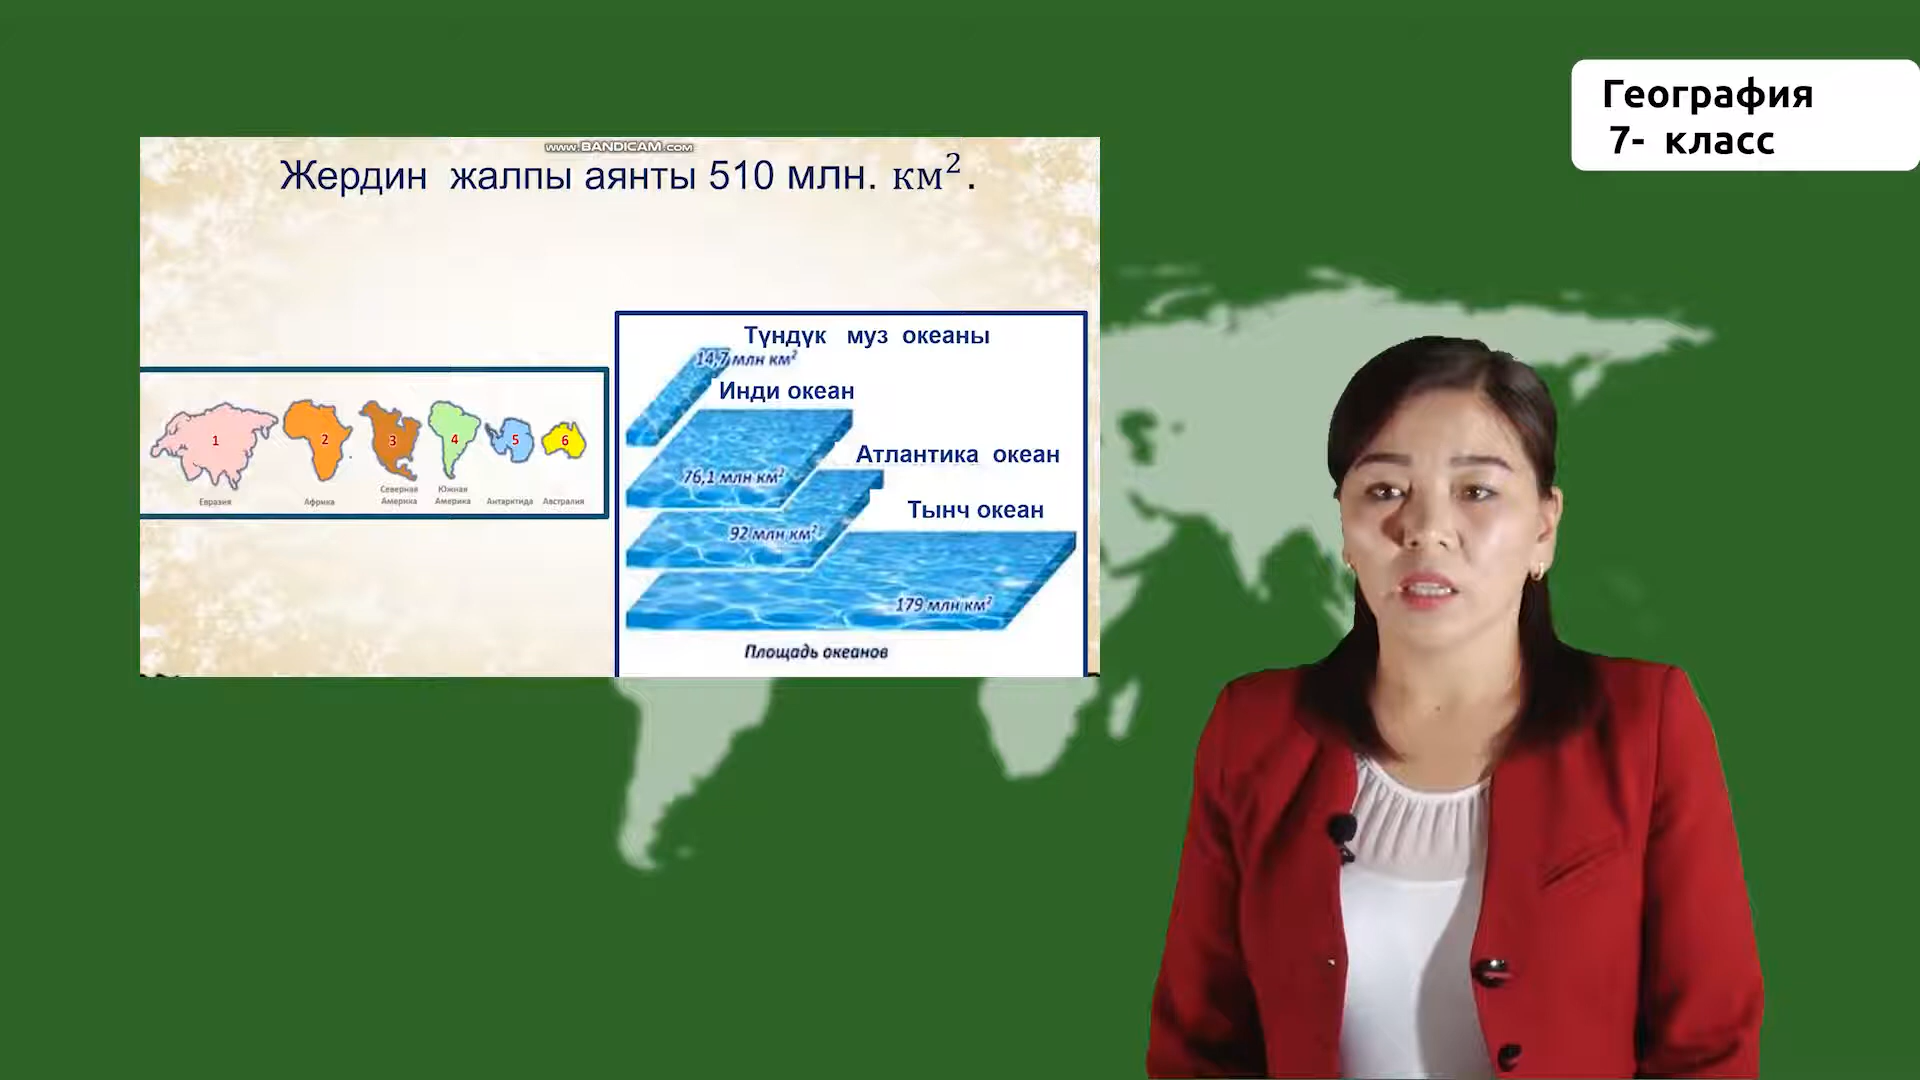 География
7- класс
www.BANDICAM.com
Жердин жалпы аянты 510 млн. км².
Түндүк муз океаны
14,7 млн км²
Инди океан
76,1 млн км²
Атлантика океан
92 млн км²
Тынч океан
179 млн км²
Площадь океанов
1 2 3 4 5 6
Евразия
Африка
Северная
Америка
Южная
Америка
Антарктида
Австралия